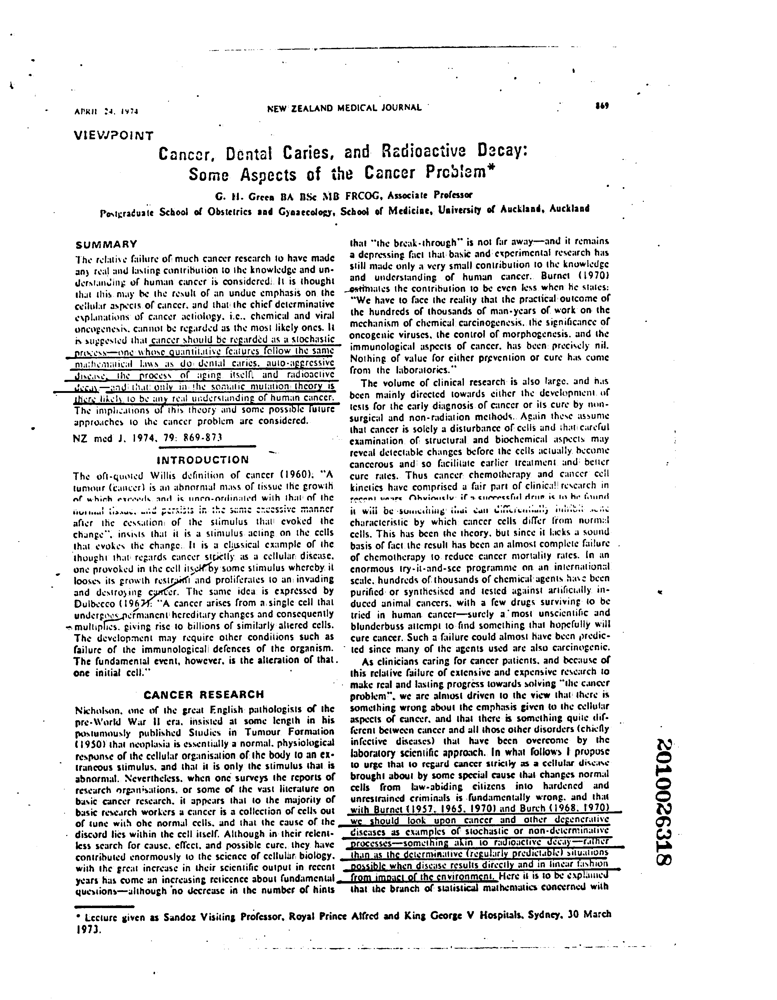 APRIL 24, 1974
NEW ZEALAND MEDICAL JOURNAL
869
VIEWPOINT
Cancer, Dental Caries, and Radioactive Decay:
Some Aspects of the Cancer Problem*
G. H. Green BA BSc MB FRCOG, Associate Professor
Postgraduate School of Obstetrics and Gynaecology, School of Medicine, University of Auckland, Auckland
SUMMARY
The relative failure of much cancer research to have made
any real and lasting contribution to the knowledge and un-
derstanding of human cancer is considered. It is thought
that this may be the result of an undue emphasis on the
cellular aspects of cancer, and that the chief determinative
explanations of cancer aetiology, i.e., chemical and viral
oncogenesis, cannot be regarded as the most likely ones. It
is suggested that cancer should be regarded as a stochastic
process—one whose quantitative features follow the same
mathematical laws as do dental caries, auto-aggressive
disease, the process of aging itself, and radioactive
decay—and that only in the somatic mutation theory is
there likely to be any real understanding of human cancer.
The implications of this theory and some possible future
approaches to the cancer problem are considered.
NZ med J, 1974, 79: 869-873
INTRODUCTION
The oft-quoted Willis definition of cancer (1960); "A
tumour (cancer) is an abnormal mass of tissue the growth
of which exceeds and is unco-ordinated with that of the
normal tissue, and persists in the same excessive manner
after the cessation of the stimulus that evoked the
change", insists that it is a stimulus acting on the cells
that evokes the change. It is a classical example of the
thought that regards cancer strictly as a cellular disease,
one provoked in the cell itself by some stimulus whereby it
looses its growth restraint and proliferates to an invading
and destroying cancer. The same idea is expressed by
Dulbecco (1967): "A cancer arises from a single cell that
undergoes permanent hereditary changes and consequently
multiplies, giving rise to billions of similarly altered cells.
The development may require other conditions such as
failure of the immunological defences of the organism.
The fundamental event, however, is the alteration of that
one initial cell."
CANCER RESEARCH
Nicholson, one of the great English pathologists of the
pre-World War II era, insisted at some length in his
postumously published Studies in Tumour Formation
(1950) that neoplasia is essentially a normal, physiological
response of the cellular organisation of the body to an ex-
traneous stimulus, and that it is only the stimulus that is
abnormal. Nevertheless, when one surveys the reports of
research organisations, or some of the vast literature on
basic cancer research, it appears that to the majority of
basic research workers a cancer is a collection of cells out
of tune with the normal cells, and that the cause of the
discord lies within the cell itself. Although in their relent-
less search for cause, effect, and possible cure, they have
contributed enormously to the science of cellular biology,
with the great increase in their scientific output in recent
years has come an increasing reticence about fundamental
questions—although no decrease in the number of hints
that "the break-through" is not far away—and it remains
a depressing fact that basic and experimental research has
still made only a very small contribution to the knowledge
and understanding of human cancer. Burnet (1970)
estimates the contribution to be even less when he states:
"We have to face the reality that the practical outcome of
the hundreds of thousands of man-years of work on the
mechanism of chemical carcinogenesis, the significance of
oncogenic viruses, the control of morphogenesis, and the
immunological aspects of cancer, has been precisely nil.
Nothing of value for either prevention or cure has come
from the laboratories."
The volume of clinical research is also large, and has
been mainly directed towards either the development of
tests for the early diagnosis of cancer or its cure by non-
surgical and non-radiation methods. Again these assume
that cancer is solely a disturbance of cells and that careful
examination of structural and biochemical aspects may
reveal detectable changes before the cells actually become
cancerous and so facilitate earlier treatment and better
cure rates. Thus cancer chemotherapy and cancer cell
kinetics have comprised a fair part of clinical research in
recent years. Obviously if a successful drug is to be found
it will be something that can differentially inhibit some
characteristic by which cancer cells differ from normal
cells. This has been the theory, but since it lacks a sound
basis of fact the result has been an almost complete failure
of chemotherapy to reduce cancer mortality rates. In an
enormous try-it-and-see programme on an international
scale, hundreds of thousands of chemical agents have been
purified or synthesised and tested against artificially in-
duced animal cancers, with a few drugs surviving to be
tried in human cancer—surely a most unscientific and
blunderbuss attempt to find something that hopefully will
cure cancer. Such a failure could almost have been predic-
ted since many of the agents used are also carcinogenic.
As clinicians caring for cancer patients, and because of
this relative failure of extensive and expensive research to
make real and lasting progress towards solving "the cancer
problem", we are almost driven to the view that there is
something wrong about the emphasis given to the cellular
aspects of cancer, and that there is something quite dif-
ferent between cancer and all those other disorders (chiefly
infective diseases) that have been overcome by the
laboratory scientific approach. In what follows I propose
to urge that to regard cancer strictly as a cellular disease
brought about by some special cause that changes normal
cells from law-abiding citizens into hardened and
unrestrained criminals is fundamentally wrong, and that
with Burnet (1957, 1965, 1970) and Burch (1968, 1970)
we should look upon cancer and other degenerative
diseases as examples of stochastic or non-determinative
processes—something akin to radioactive decay—rather
than as the determinative (regularly predictable) situations
possible when disease results directly and in linear fashion
from impact of the environment. Here it is to be explained
that the branch of statistical mathematics concerned with
* Lecture given as Sandoz Visiting Professor, Royal Prince Alfred and King George V Hospitals, Sydney, 30 March
1973.
2010026318